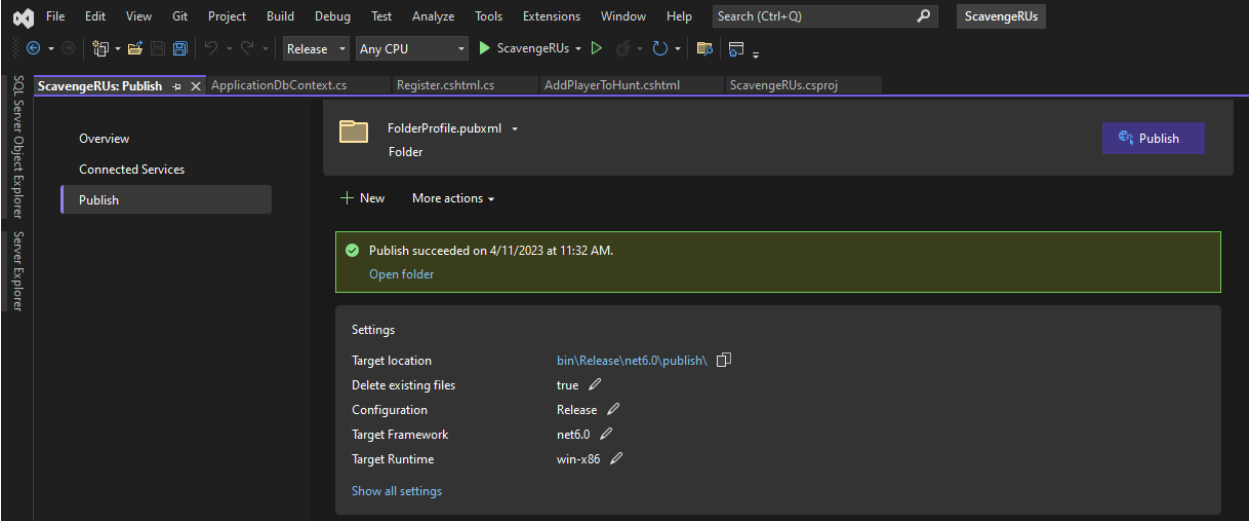 File Edit View Git Project Build Debug Test Analyze Tools Extensions Window Help Search (Ctrl+Q) ScavengeRUs
Release Any CPU ScavengeRUs
SQL Server Object Explorer
Server Explorer
ScavengeRUs: Publish ApplicationDbContext.cs Register.cshtml.cs AddPlayerToHunt.cshtml ScavengeRUs.csproj
Overview
Connected Services
Publish
FolderProfile.pubxml
Folder
Publish
New More actions
Publish succeeded on 4/11/2023 at 11:32 AM.
Open folder
Settings
Target location bin\Release\net6.0\publish\
Delete existing files true
Configuration Release
Target Framework net6.0
Target Runtime win-x86
Show all settings